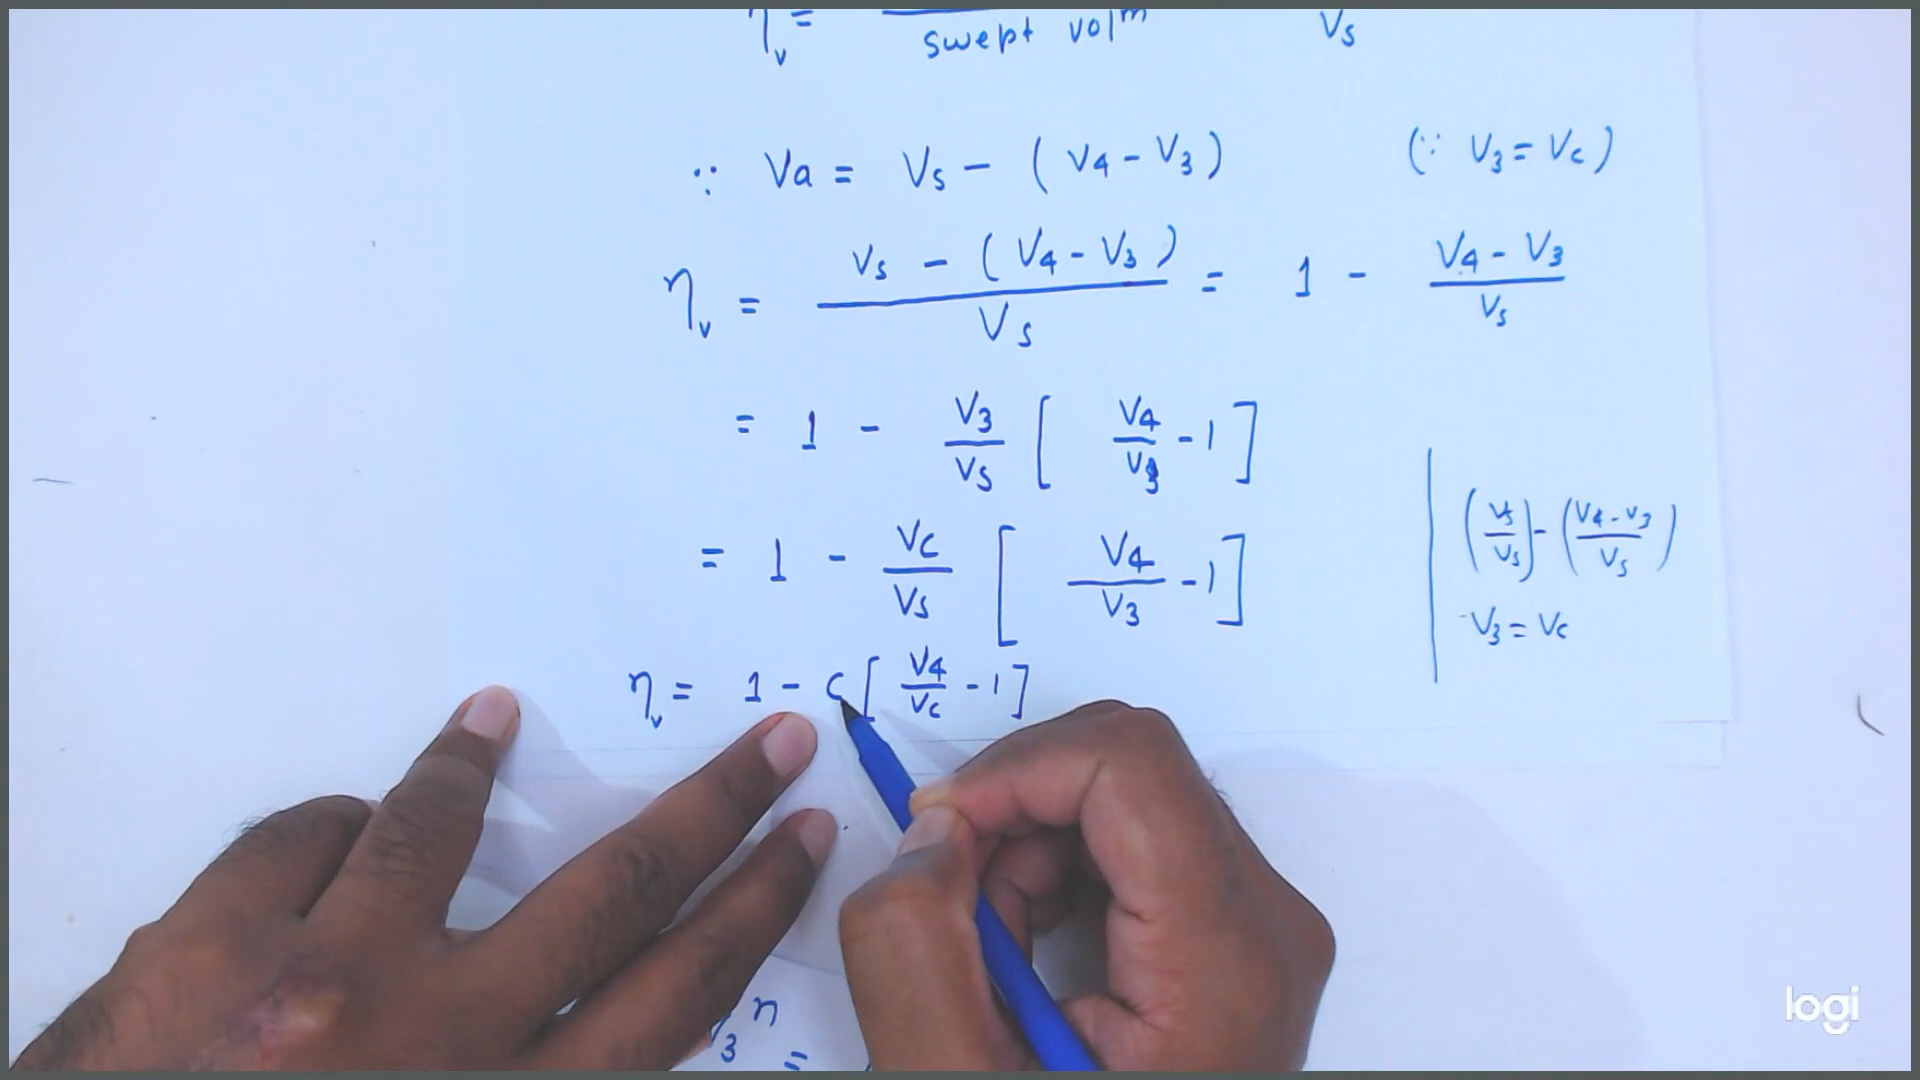 η_v = / swept vol^m   V_s
∵ Va = V_s - (V_4 - V_3)   (∵ V_3 = V_c)
η_v = (V_s - (V_4 - V_3)) / V_s = 1 - (V_4 - V_3) / V_s
= 1 - V_3/V_s [V_4/V_3 - 1]
= 1 - V_c/V_s [V_4/V_3 - 1]
(V_s/V_s) - ((V_4 - V_3)/V_s)
V_3 = V_c
η_v = 1 - C [V_4/V_c - 1]
V_3^n =
logi